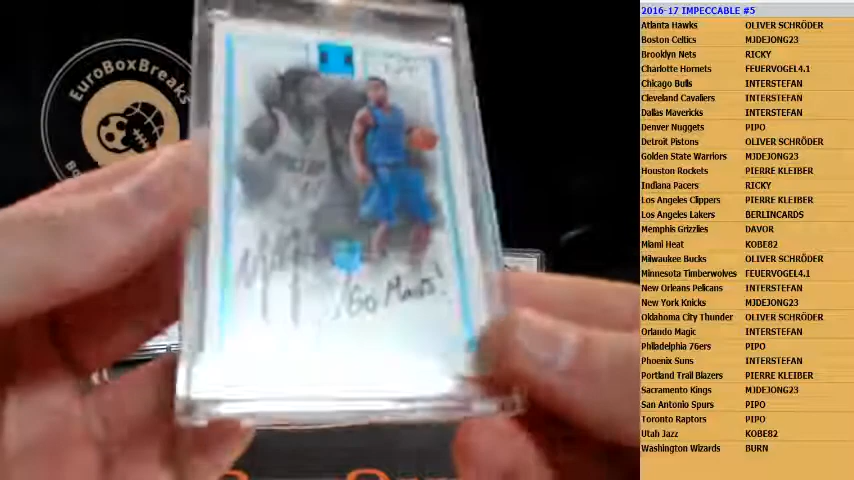 EuroBoxBreaks
Go Mavs!
2016-17 IMPECCABLE #5
Atlanta Hawks OLIVER SCHRÖDER
Boston Celtics MJDEJONG23
Brooklyn Nets RICKY
Charlotte Hornets FEUERVOGEL4.1
Chicago Bulls INTERSTEFAN
Cleveland Cavaliers INTERSTEFAN
Dallas Mavericks INTERSTEFAN
Denver Nuggets PIPO
Detroit Pistons OLIVER SCHRÖDER
Golden State Warriors MJDEJONG23
Houston Rockets PIERRE KLEIBER
Indiana Pacers RICKY
Los Angeles Clippers PIERRE KLEIBER
Los Angeles Lakers BERLINCARDS
Memphis Grizzlies DAVOR
Miami Heat KOBE82
Milwaukee Bucks OLIVER SCHRÖDER
Minnesota Timberwolves FEUERVOGEL4.1
New Orleans Pelicans INTERSTEFAN
New York Knicks MJDEJONG23
Oklahoma City Thunder OLIVER SCHRÖDER
Orlando Magic INTERSTEFAN
Philadelphia 76ers PIPO
Phoenix Suns INTERSTEFAN
Portland Trail Blazers PIERRE KLEIBER
Sacramento Kings MJDEJONG23
San Antonio Spurs PIPO
Toronto Raptors PIPO
Utah Jazz KOBE82
Washington Wizards BURN